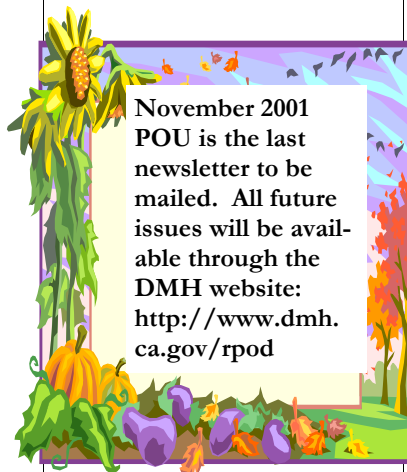 November 2001
POU is the last
newsletter to be
mailed.  All future
issues will be avail-
able through the
DMH website:
http://www.dmh.
ca.gov/rpod